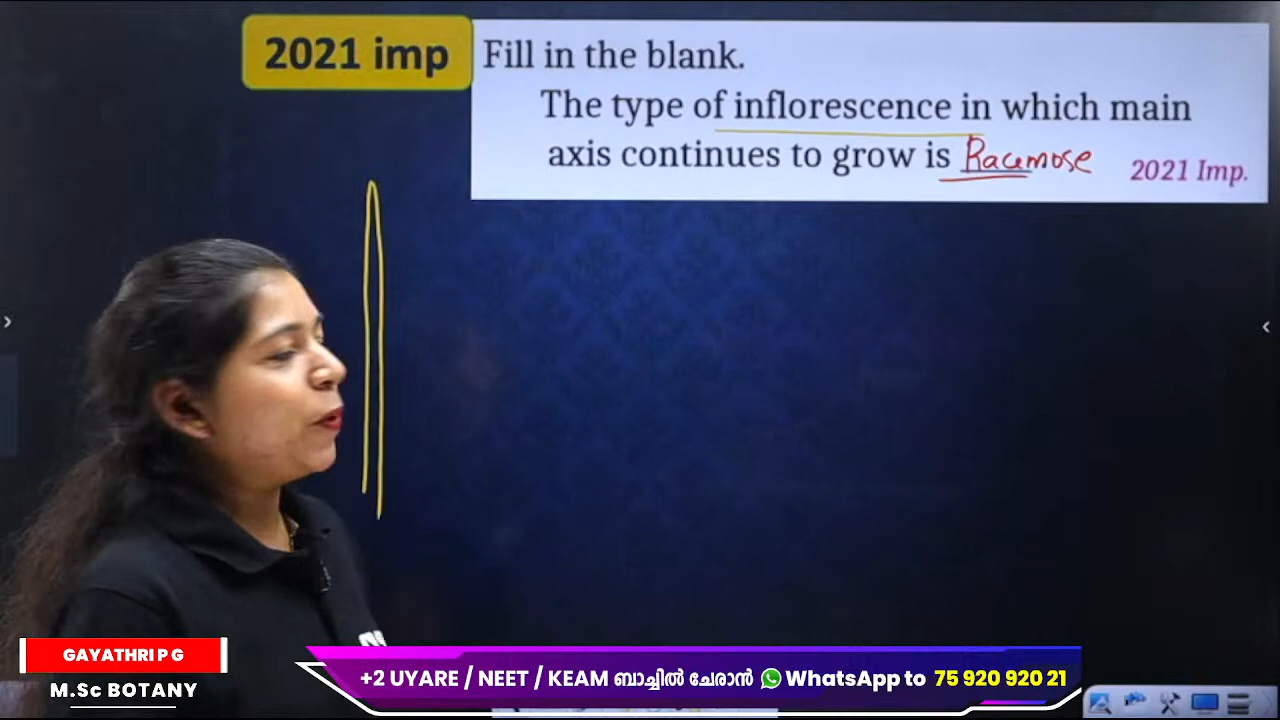 2021 imp
Fill in the blank.
The type of inflorescence in which main
axis continues to grow is Racemose
2021 Imp.
GAYATHRI P G
M.Sc BOTANY
+2 UYARE / NEET / KEAM ബാച്ചിൽ ചേരാൻ WhatsApp to 75 920 920 21